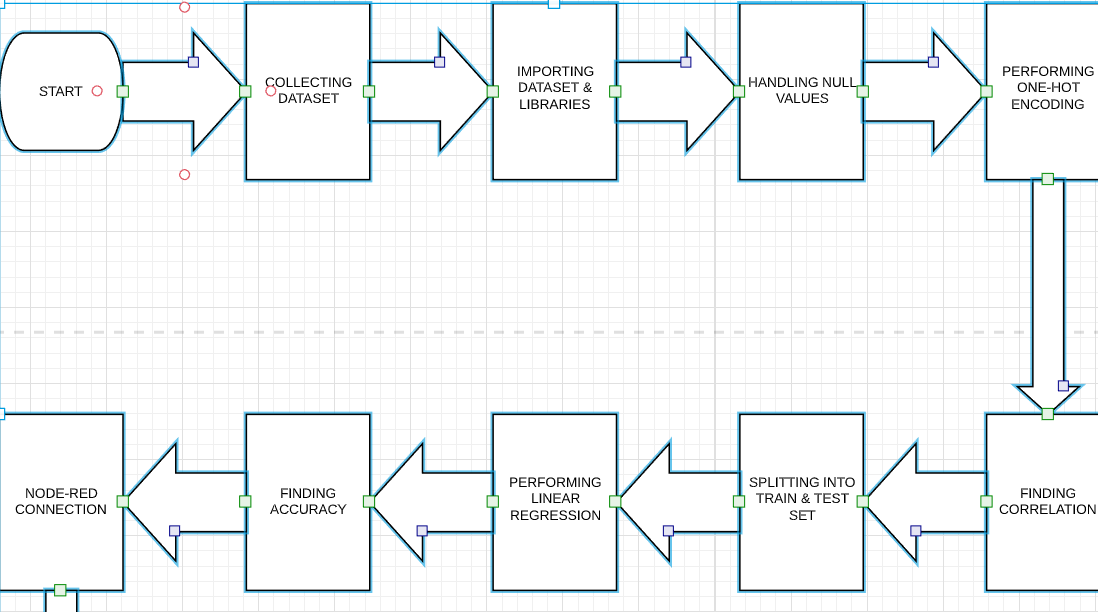 START
COLLECTING
DATASET
IMPORTING
DATASET &
LIBRARIES
HANDLING NULL
VALUES
PERFORMING
ONE-HOT
ENCODING
NODE-RED
CONNECTION
FINDING
ACCURACY
PERFORMING
LINEAR
REGRESSION
SPLITTING INTO
TRAIN & TEST
SET
FINDING
CORRELATION